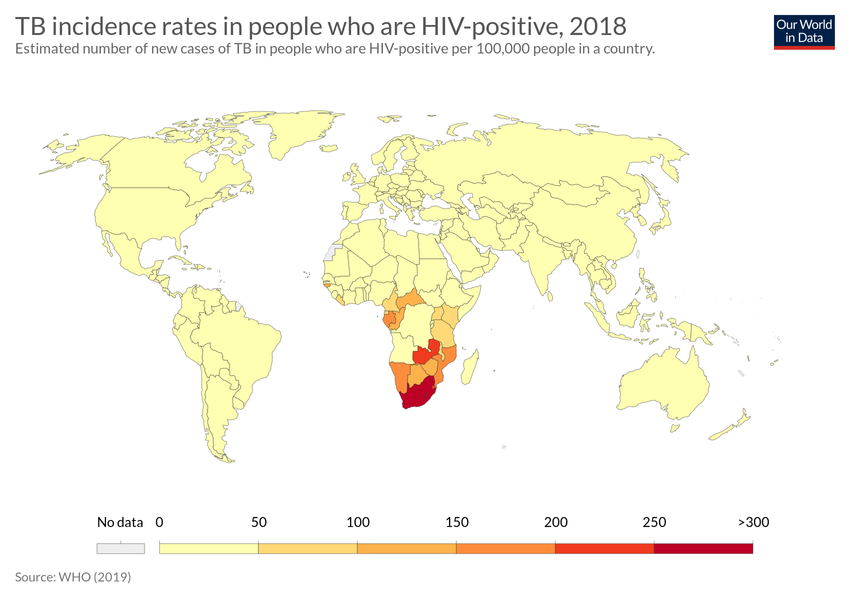 TB incidence rates in people who are HIV-positive, 2018
Estimated number of new cases of TB in people who are HIV-positive per 100,000 people in a country.
Our World
in Data
No data 0 50 100 150 200 250 >300
Source: WHO (2019)